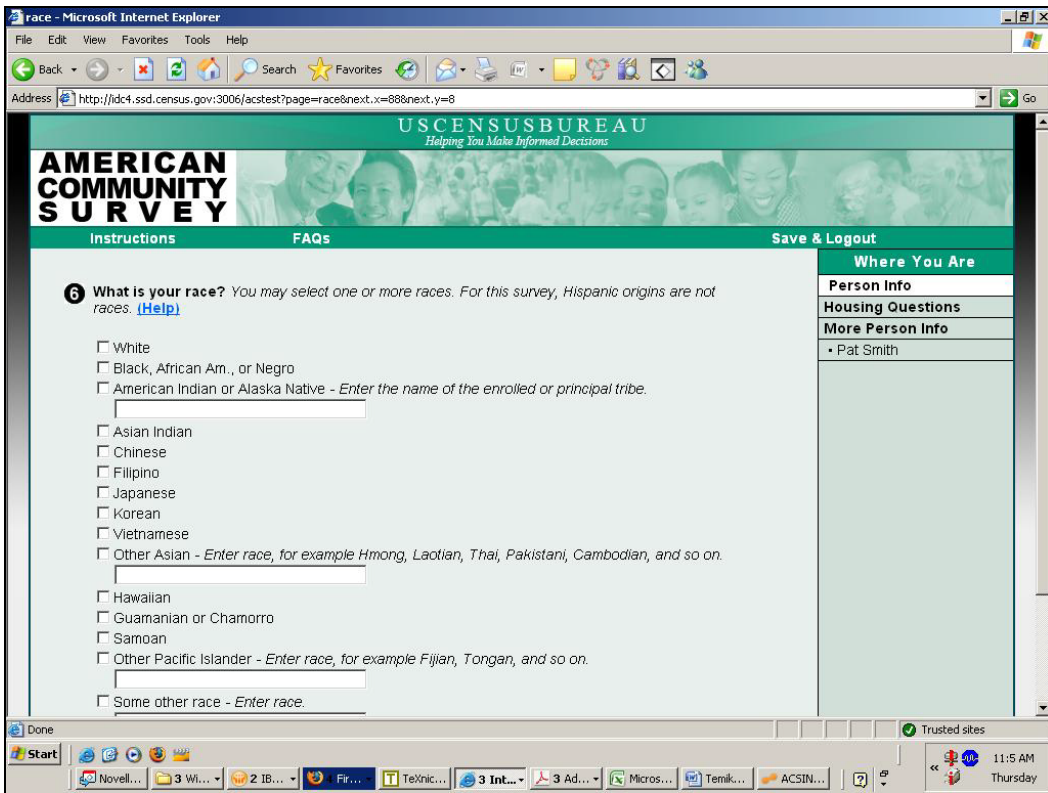 race - Microsoft Internet Explorer
File Edit View Favorites Tools Help
Back Search Favorites
Address http://idc4.ssd.census.gov:3006/acstest?page=race&next.x=88&next.y=8 Go
USCENSUSBUREAU
Helping You Make Informed Decisions
AMERICAN
COMMUNITY
SURVEY
Instructions FAQs Save & Logout
Where You Are
Person Info
Housing Questions
More Person Info
• Pat Smith
6 What is your race? You may select one or more races. For this survey, Hispanic origins are not
races. (Help)
White
Black, African Am., or Negro
American Indian or Alaska Native - Enter the name of the enrolled or principal tribe.
Asian Indian
Chinese
Filipino
Japanese
Korean
Vietnamese
Other Asian - Enter race, for example Hmong, Laotian, Thai, Pakistani, Cambodian, and so on.
Hawaiian
Guamanian or Chamorro
Samoan
Other Pacific Islander - Enter race, for example Fijian, Tongan, and so on.
Some other race - Enter race.
Done Trusted sites
Start 11:5 AM
Novell... 3 Wi... 2 IB... Fir... TeXnic... 3 Int... 3 Ad... Micros... Temik... ACSIN... Thursday